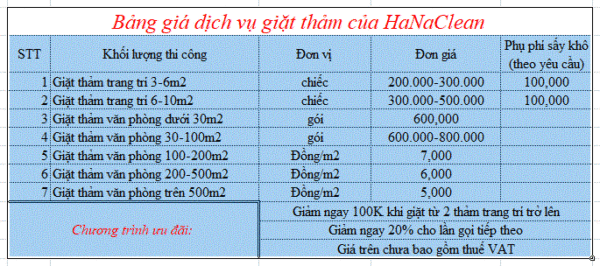 Bảng giá dịch vụ giặt thảm của HaNaClean
STT Khối lượng thi công Đơn vị Đơn giá Phụ phí sấy khô (theo yêu cầu)
1 Giặt thảm trang trí 3-6m2 chiếc 200.000-300.000 100,000
2 Giặt thảm trang trí 6-10m2 chiếc 300.000-500.000 100,000
3 Giặt thảm văn phòng dưới 30m2 gói 600,000
4 Giặt thảm văn phòng 30-100m2 gói 600.000-800.000
5 Giặt thảm văn phòng 100-200m2 Đồng/m2 7,000
6 Giặt thảm văn phòng 200-500m2 Đồng/m2 6,000
7 Giặt thảm văn phòng trên 500m2 Đồng/m2 5,000
Chương trình ưu đãi:
Giảm ngay 100K khi giặt từ 2 thảm trang trí trở lên
Giảm ngay 20% cho lần gọi tiếp theo
Giá trên chưa bao gồm thuế VAT